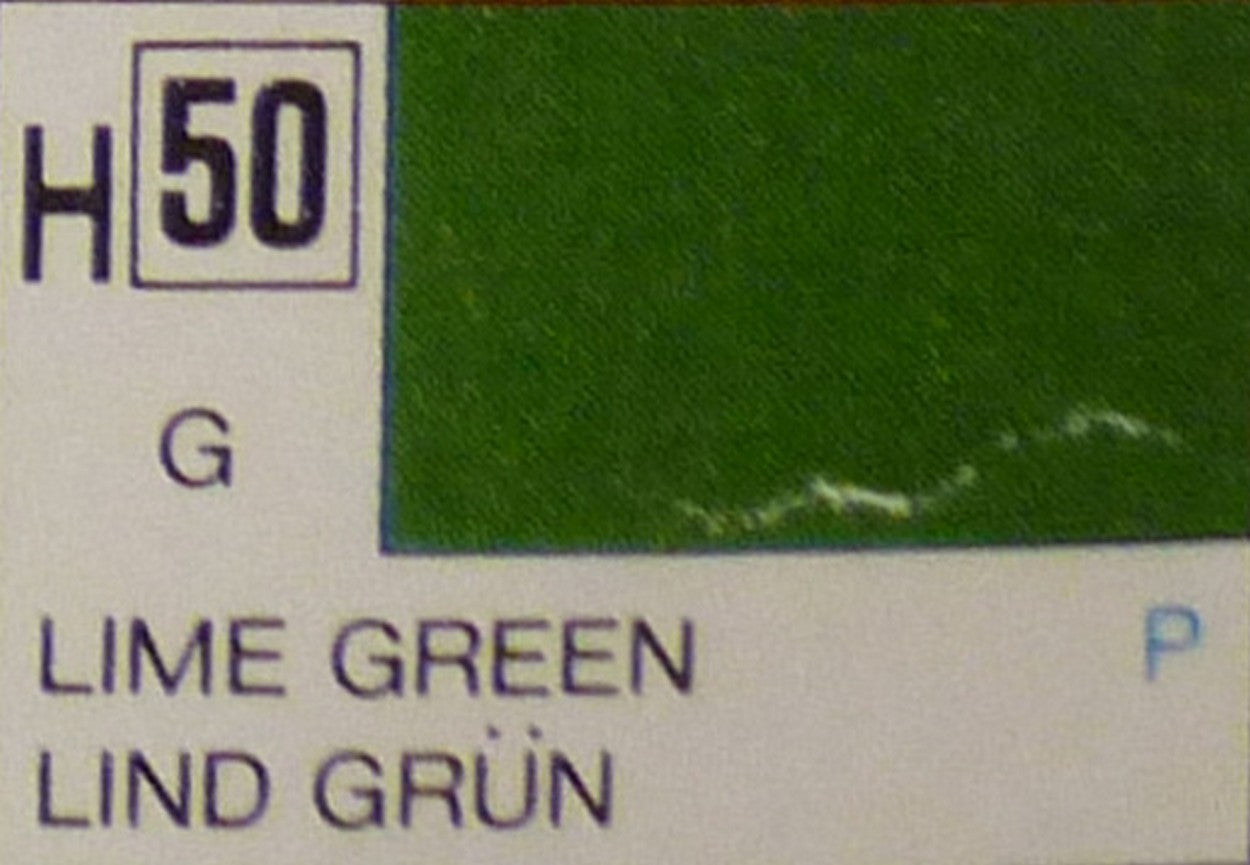 H 50
G
LIME GREEN P
LIND GRÜN